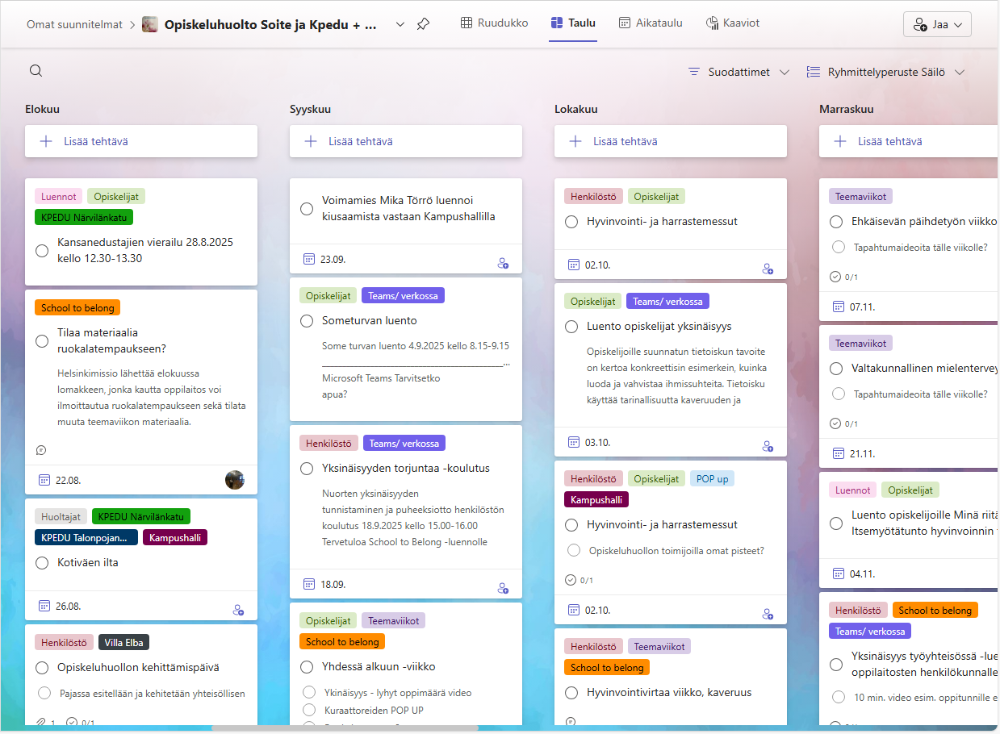 Omat suunnitelmat
Opiskeluhuolto Soite ja Kpedu + ...
Ruudukko
Taulu
Aikataulu
Kaaviot
Jaa
Suodattimet
Ryhmittelyperuste Säilö
Elokuu
Lisää tehtävä
Luennot
Opiskelijat
KPEDU Närvilänkatu
Kansanedustajien vierailu 28.8.2025
kello 12.30-13.30
School to belong
Tilaa materiaalia
ruokalatempaukseen?
Helsinkimissio lähettää elokuussa
lomakkeen, jonka kautta oppilaitos voi
ilmoittautua ruokalatempaukseen sekä tilata
muuta teemaviikon materiaalia.
22.08.
Huoltajat
KPEDU Närvilänkatu
KPEDU Talonpojan...
Kampushalli
Kotiväen ilta
26.08.
Henkilöstö
Villa Elba
Opiskeluhuollon kehittämispäivä
Pajassa esitellään ja kehitetään yhteisöllisen
1
0/1
Syyskuu
Lisää tehtävä
Voimamies Mika Törrö luennoi
kiusaamista vastaan Kampushallilla
23.09.
Opiskelijat
Teams/ verkossa
Someturvan luento
Some turvan luento 4.9.2025 kello 8.15-9.15
________________________________________...
Microsoft Teams Tarvitsetko
apua?
Henkilöstö
Teams/ verkossa
Yksinäisyyden torjuntaa -koulutus
Nuorten yksinäisyyden
tunnistaminen ja puheeksiotto henkilöstön
koulutus 18.9.2025 kello 15.00-16.00
Tervetuloa School to Belong -luennolle
18.09.
Opiskelijat
Teemaviikot
School to belong
Yhdessä alkuun -viikko
Ykinäisyys - lyhyt oppimäärä video
Kuraattoreiden POP UP
Lokakuu
Lisää tehtävä
Henkilöstö
Opiskelijat
Hyvinvointi- ja harrastemessut
02.10.
Opiskelijat
Teams/ verkossa
Luento opiskelijat yksinäisyys
Opiskelijoille suunnatun tietoiskun tavoite
on kertoa konkreettisin esimerkein, kuinka
luoda ja vahvistaa ihmissuhteita. Tietoisku
käyttää tarinallisuutta kaveruuden ja
03.10.
Henkilöstö
Opiskelijat
POP up
Kampushalli
Hyvinvointi- ja harrastemessut
Opiskeluhuollon toimijoilla omat pisteet?
0/1
02.10.
Henkilöstö
Teemaviikot
School to belong
Hyvinvointivirtaa viikko, kaveruus
Marraskuu
Lisää tehtävä
Teemaviikot
Ehkäisevän päihdetyön viikko
Tapahtumaideoita tälle viikolle?
0/1
07.11.
Teemaviikot
Valtakunnallinen mielentervey
Tapahtumaideoita tälle viikolle?
0/1
21.11.
Luennot
Opiskelijat
Luento opiskelijoille Minä riitä
Itsemyötätunto hyvinvoinnin
04.11.
Henkilöstö
School to belong
Teams/ verkossa
Yksinäisyys työyhteisössä -lue
oppilaitosten henkilökunnalle
10 min. video esim. oppitunnille e